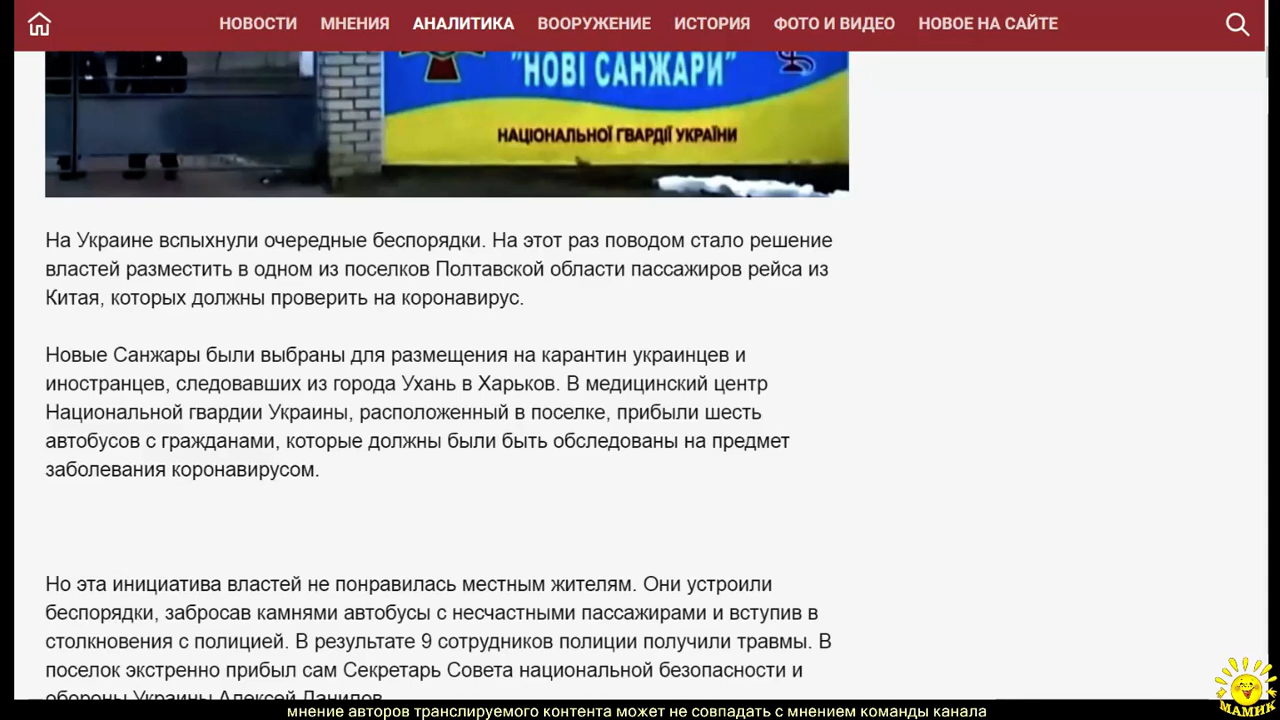 НОВОСТИ МНЕНИЯ АНАЛИТИКА ВООРУЖЕНИЕ ИСТОРИЯ ФОТО И ВИДЕО НОВОЕ НА САЙТЕ
"НОВІ САНЖАРИ"
НАЦІОНАЛЬНОЇ ГВАРДІЇ УКРАЇНИ
На Украине вспыхнули очередные беспорядки. На этот раз поводом стало решение
властей разместить в одном из поселков Полтавской области пассажиров рейса из
Китая, которых должны проверить на коронавирус.
Новые Санжары были выбраны для размещения на карантин украинцев и
иностранцев, следовавших из города Ухань в Харьков. В медицинский центр
Национальной гвардии Украины, расположенный в поселке, прибыли шесть
автобусов с гражданами, которые должны были быть обследованы на предмет
заболевания коронавирусом.
Но эта инициатива властей не понравилась местным жителям. Они устроили
беспорядки, забросав камнями автобусы с несчастными пассажирами и вступив в
столкновения с полицией. В результате 9 сотрудников полиции получили травмы. В
поселок экстренно прибыл сам Секретарь Совета национальной безопасности и
обороны Украины Алексей Данилов
МАМИК
мнение авторов транслируемого контента может не совпадать с мнением команды канала